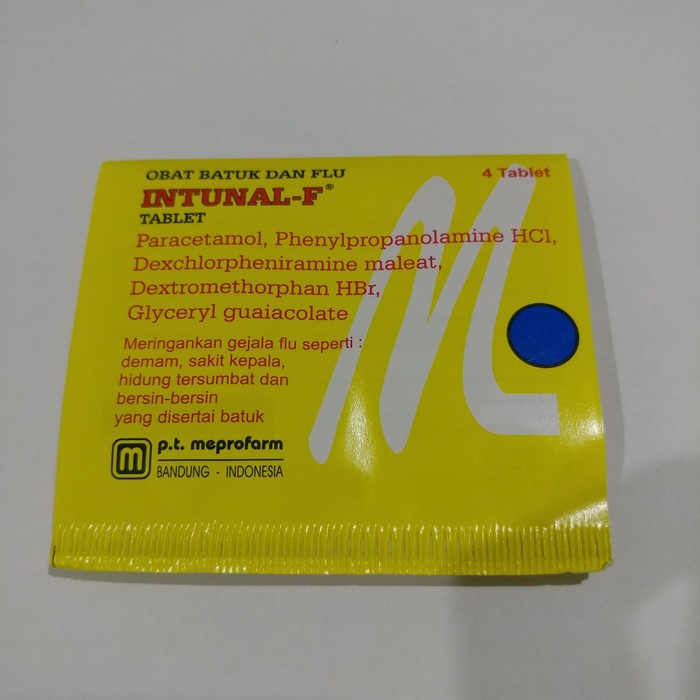 OBAT BATUK DAN FLU
4 Tablet
INTUNAL-F®
TABLET
Paracetamol, Phenylpropanolamine HCl,
Dexchlorpheniramine maleat,
Dextromethorphan HBr,
Glyceryl guaiacolate
Meringankan gejala flu seperti :
demam, sakit kepala,
hidung tersumbat dan
bersin-bersin
yang disertai batuk
m p.t. meprofarm
BANDUNG - INDONESIA